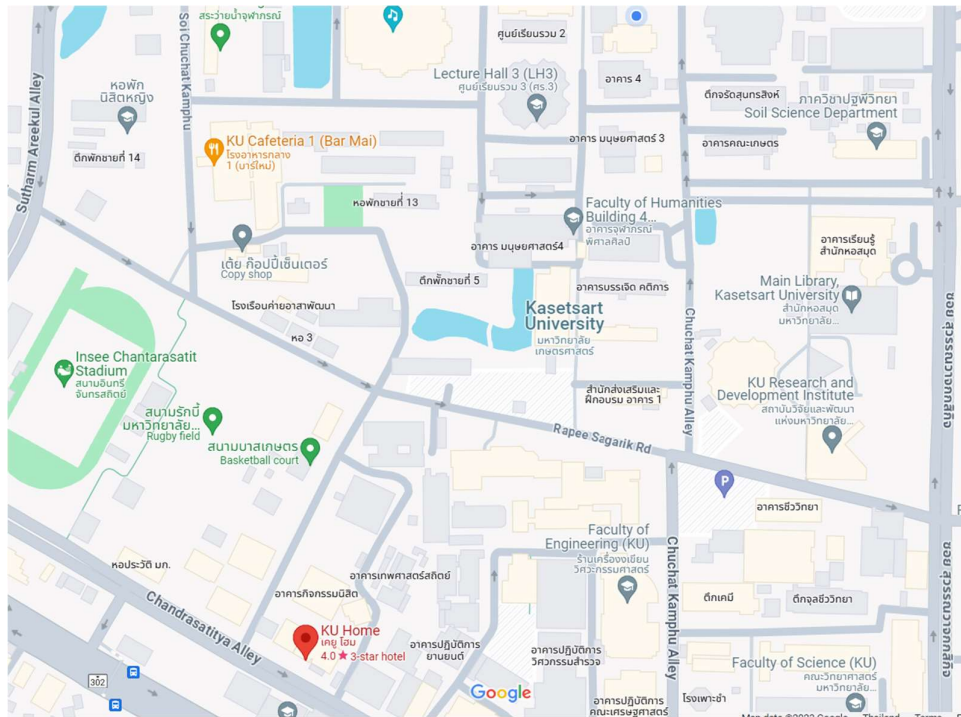 สระว่ายน้ำจุฬาภรณ์
Soi Chuchat Kamphu
Sutharm Areekul Alley
หอพัก
นิสิตหญิง
ตึกพักชายที่ 14
KU Cafeteria 1 (Bar Mai)
โรงอาหารกลาง
1 (บาร์ใหม่)
หอพักชายที่ 13
เต้ย ก๊อปปี้เซ็นเตอร์
Copy shop
โรงเรือนค่ายอาสาพัฒนา
หอ 3
ตึกพักชายที่ 5
ศูนย์เรียนรวม 2
Lecture Hall 3 (LH3)
ศูนย์เรียนรวม 3 (ศร.3)
อาคาร 4
ตึกจรัดสุนทรสิงห์
ภาควิชาปฐพีวิทยา
Soil Science Department
อาคาร มนุษยศาสตร์ 3
อาคารคณะเกษตร
Faculty of Humanities
Building 4...
อาคารจุฬาภรณ์
พิศาลศิลป์
อาคาร มนุษยศาสตร์4
อาคารเรียนรู้
สำนักหอสมุด
Main Library,
Kasetsart University
สำนักหอสมุด
มหาวิทยาลัย...
อาคารบรรเจิด คติการ
Kasetsart
University
มหาวิทยาลัย
เกษตรศาสตร์
Chuchat Kamphu Alley
Insee Chantarasatit
Stadium
สนามอินทรี
จันทรสถิตย์
สนามรักบี้
มหาวิทยาลัย...
Rugby field
สนามบาสเกษตร
Basketball court
สำนักส่งเสริมและ
ฝึกอบรม อาคาร 1
KU Research and
Development Institute
สถาบันวิจัยและพัฒนา
แห่งมหาวิทยาลัย...
Rapee Sagarik Rd
P
อาคารชีววิทยา
Faculty of
Engineering (KU)
ร้านเครื่องเขียน
วิศวะกรรมศาสตร์
Chuchat Kamphu Alley
หอประวัติ มก.
Chandrasatitya Alley
อาคารเทพศาสตร์สถิตย์
อาคารกิจกรรมนิสิต
ตึกเคมี
ตึกจุลชีววิทยา
KU Home
เคยู โฮม
4.0 ★ 3-star hotel
302
อาคารปฏิบัติการ
ยานยนต์
อาคารปฏิบัติการ
วิศวกรรมสำรวจ
Faculty of Science (KU)
คณะวิทยาศาสตร์
มหาวิทยาลัย...
Google
อาคารปฏิบัติการ
คณะเศรษฐศาสตร์
โรงเพาะชำ
Map data ©2023 Google
Thailand
Terms